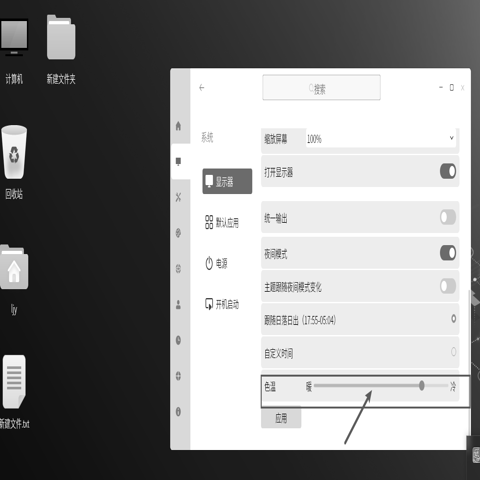 计算机
新建文件夹
回收站
ljy
新建文件.txt
搜索
系统
显示器
默认应用
电源
开机启动
缩放屏幕
100%
打开显示器
统一输出
夜间模式
主题跟随夜间模式变化
跟随日落日出（17:55-05:04）
自定义时间
色温
暖
冷
应用